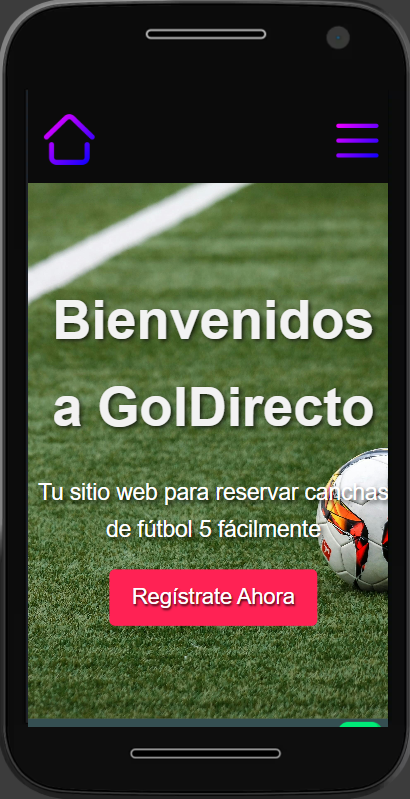 Bienvenidos
a GolDirecto
Tu sitio web para reservar canchas
de fútbol 5 fácilmente
Regístrate Ahora